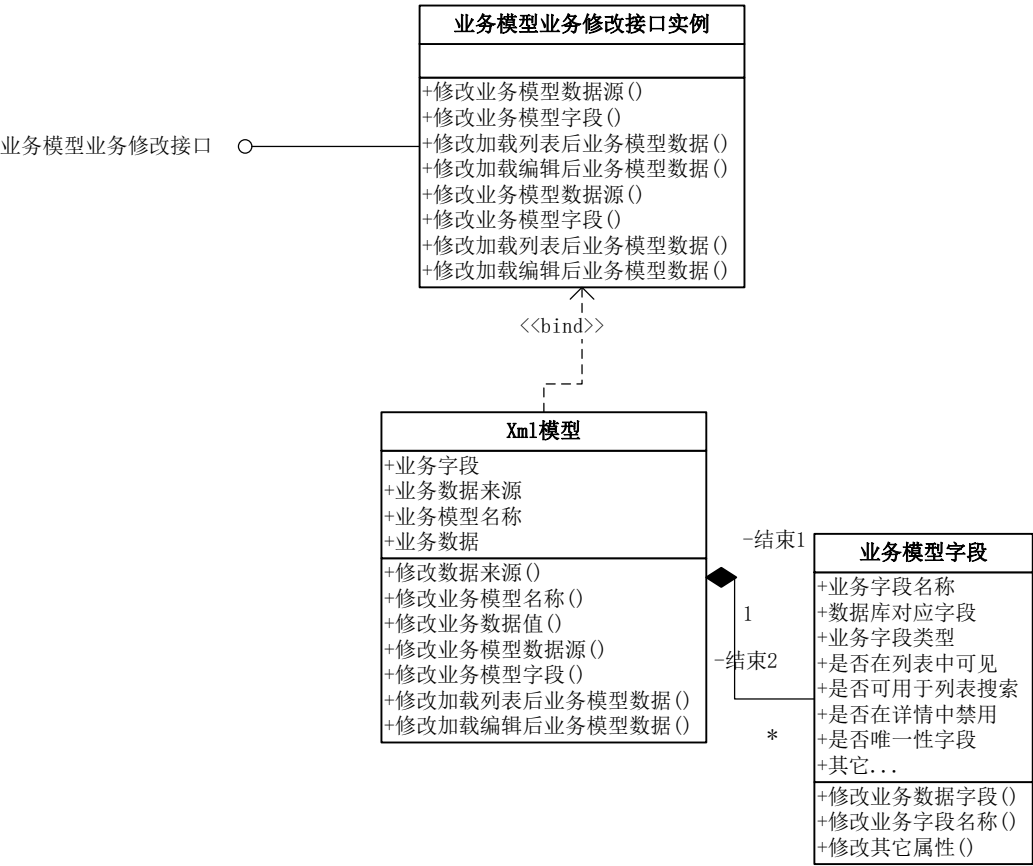 业务模型业务修改接口实例
+修改业务模型数据源()
+修改业务模型字段()
+修改加载列表后业务模型数据()
+修改加载编辑后业务模型数据()
+修改业务模型数据源()
+修改业务模型字段()
+修改加载列表后业务模型数据()
+修改加载编辑后业务模型数据()
业务模型业务修改接口
<<bind>>
Xml模型
+业务字段
+业务数据来源
+业务模型名称
+业务数据
+修改数据来源()
+修改业务模型名称()
+修改业务数据值()
+修改业务模型数据源()
+修改业务模型字段()
+修改加载列表后业务模型数据()
+修改加载编辑后业务模型数据()
-结束1
1
-结束2
*
业务模型字段
+业务字段名称
+数据库对应字段
+业务字段类型
+是否在列表中可见
+是否可用于列表搜索
+是否在详情中禁用
+是否唯一性字段
+其它...
+修改业务数据字段()
+修改业务字段名称()
+修改其它属性()